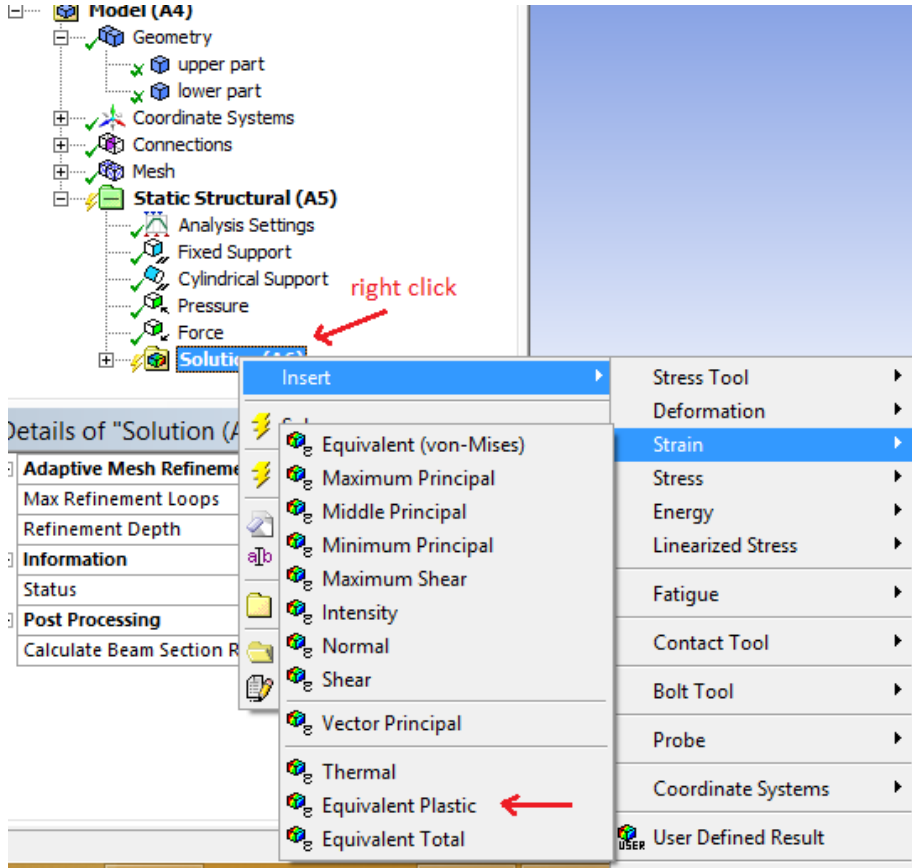 Model (A4)
Geometry
upper part
lower part
Coordinate Systems
Connections
Mesh
Static Structural (A5)
Analysis Settings
Fixed Support
Cylindrical Support
right click
Pressure
Force
Insert
Stress Tool
Deformation
Strain
Stress
Energy
Linearized Stress
Fatigue
Contact Tool
Bolt Tool
Probe
Coordinate Systems
USER User Defined Result
Equivalent (von-Mises)
Maximum Principal
Middle Principal
Minimum Principal
Maximum Shear
Intensity
Normal
Shear
Vector Principal
Thermal
Equivalent Plastic
Equivalent Total
Details of "Solution (A
Adaptive Mesh Refineme
Max Refinement Loops
Refinement Depth
Information
Status
Post Processing
Calculate Beam Section R